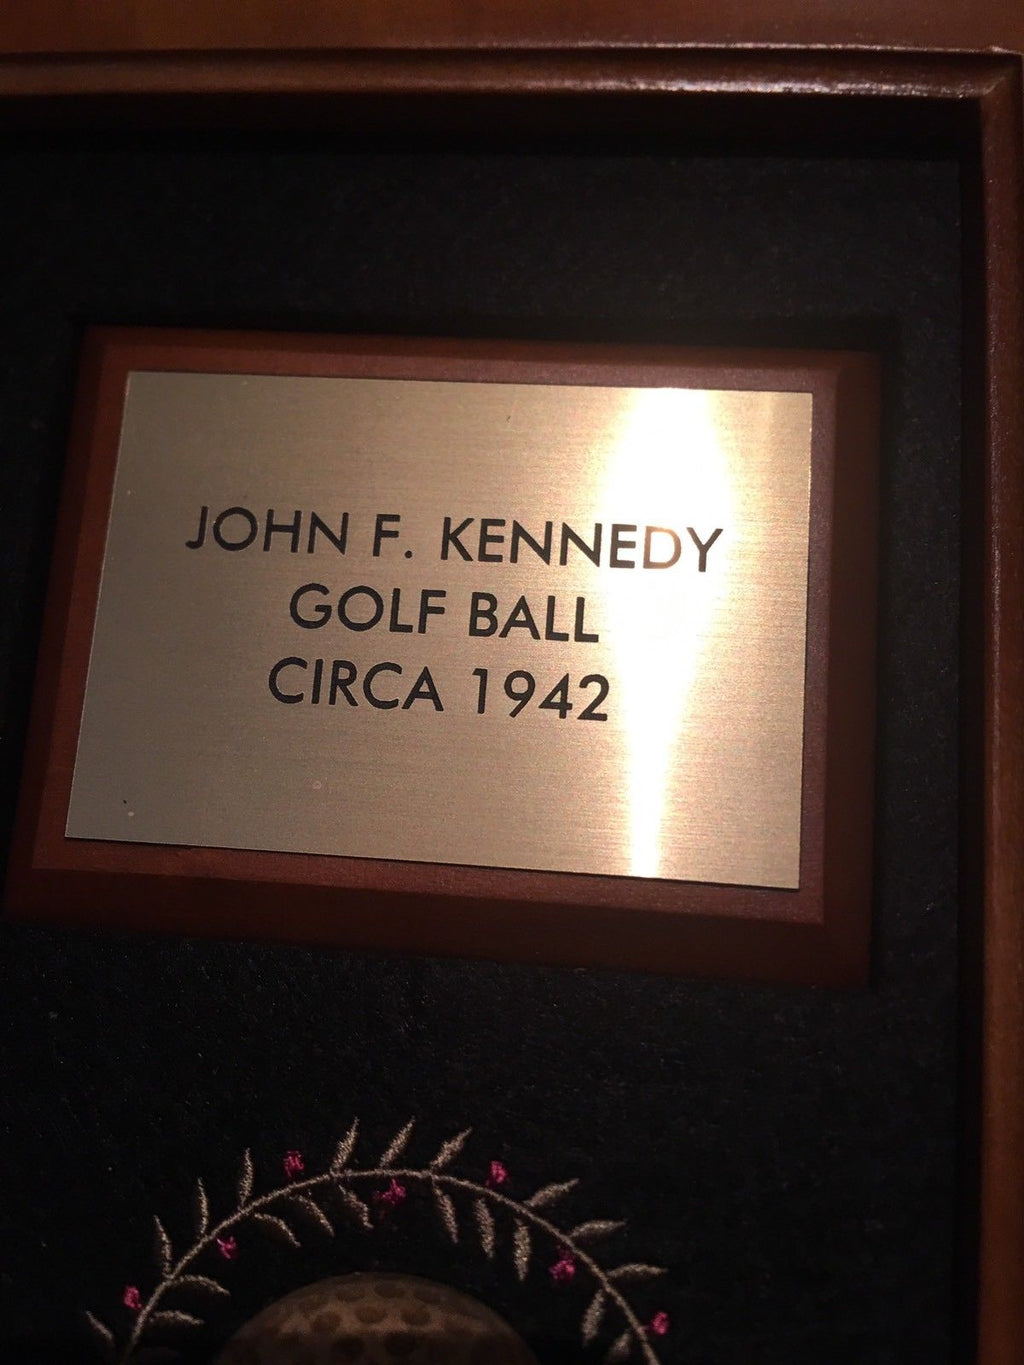 JOHN F. KENNEDY
GOLF BALL
CIRCA 1942